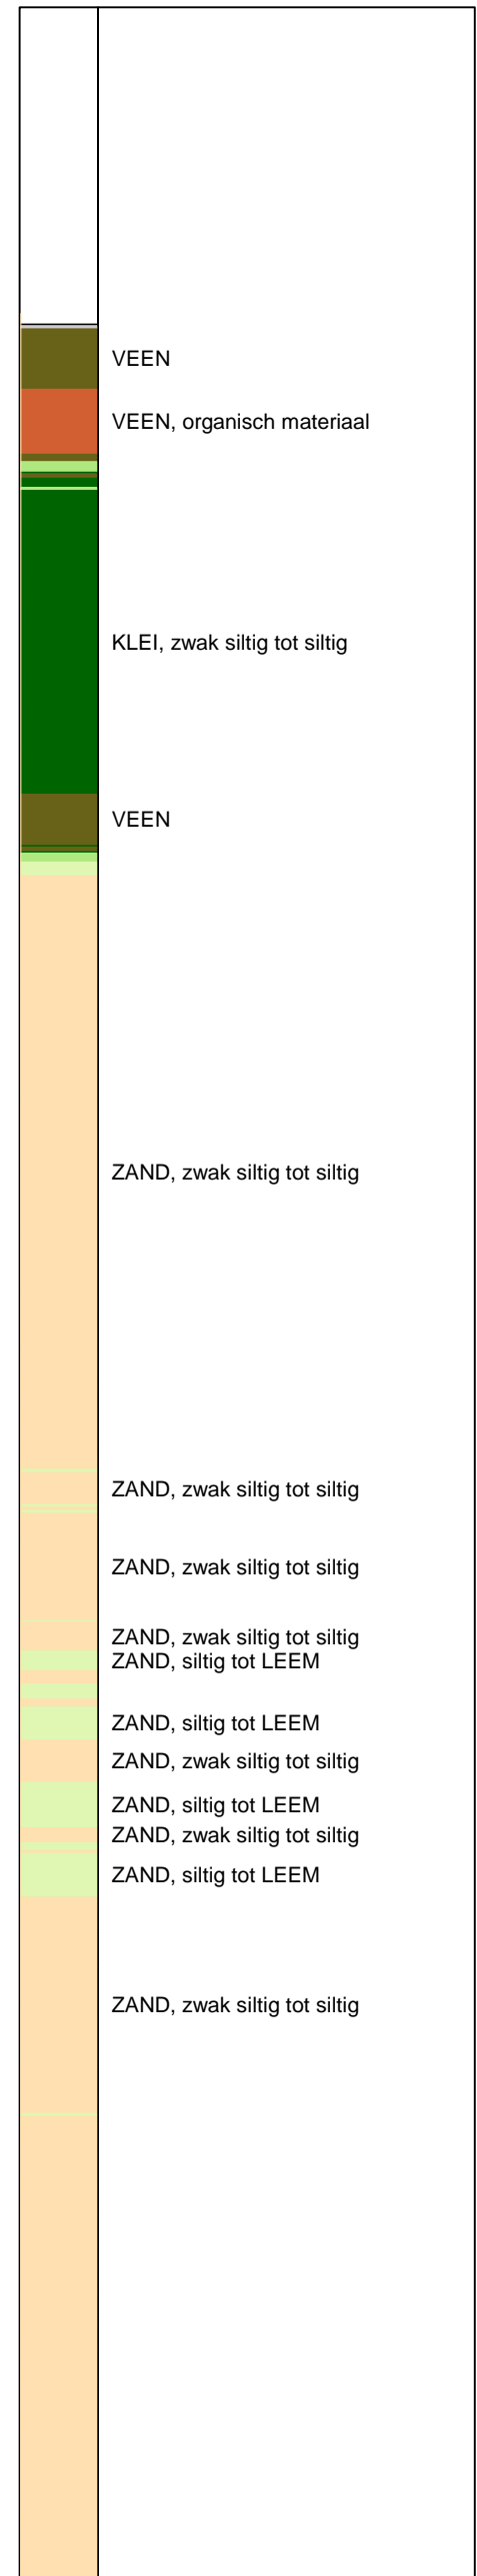 VEEN
VEEN, organisch materiaal
KLEI, zwak siltig tot siltig
VEEN
ZAND, zwak siltig tot siltig
ZAND, zwak siltig tot siltig
ZAND, zwak siltig tot siltig
ZAND, zwak siltig tot siltig
ZAND, siltig tot LEEM
ZAND, siltig tot LEEM
ZAND, zwak siltig tot siltig
ZAND, siltig tot LEEM
ZAND, zwak siltig tot siltig
ZAND, siltig tot LEEM
ZAND, zwak siltig tot siltig